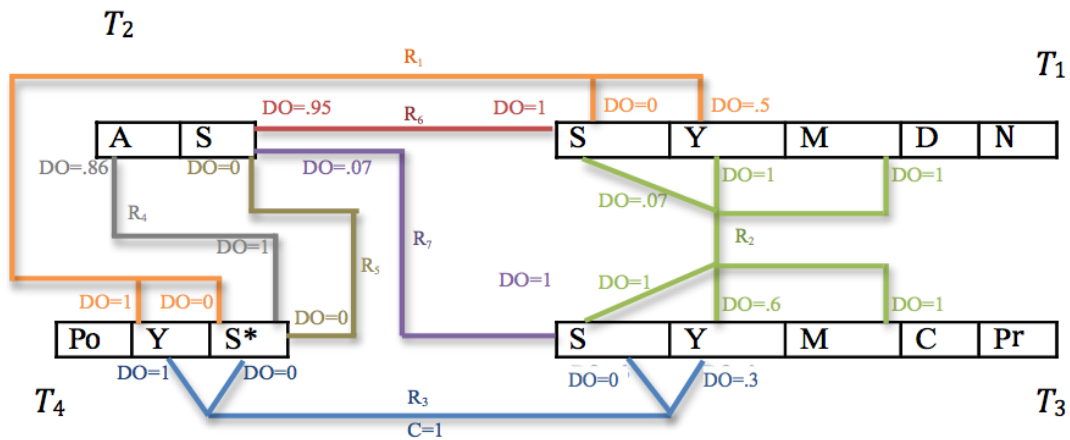 T₂
R₁
T₁
DO=.95
R₆
DO=1
DO=0
DO=.5
A S
S Y M D N
DO=.86
DO=0
DO=.07
DO=1
DO=1
DO=.07
R₄
DO=1
R₅
R₇
R₂
DO=1
DO=1
DO=1
DO=0
DO=1
DO=.6
DO=1
DO=0
Po Y S*
S Y M C Pr
DO=1
DO=0
DO=0
DO=.3
T₄
R₃
T₃
C=1